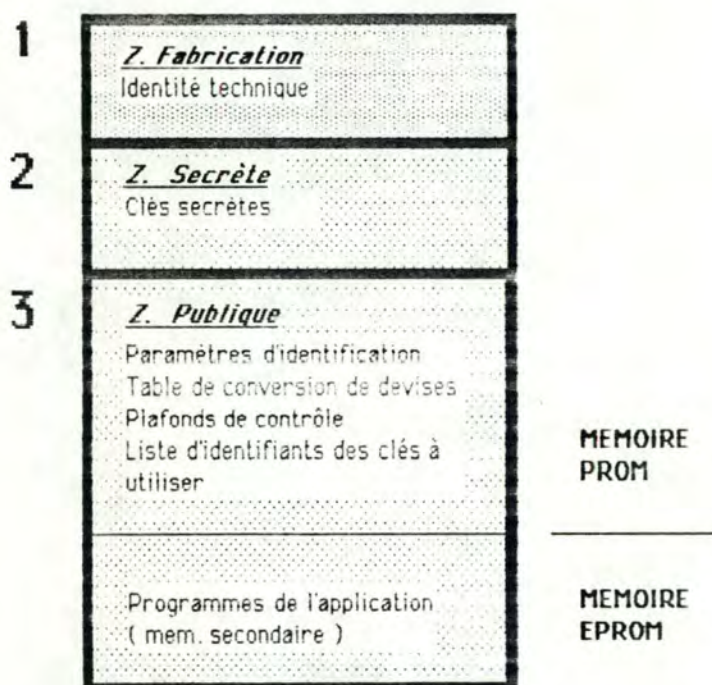 1
Z. Fabrication
Identité technique
2
Z. Secrète
Clés secrètes
3
Z. Publique
Paramètres d'identification
Table de conversion de devises
Plafonds de contrôle
Liste d'identifiants des clés à
utiliser
MEMOIRE
PROM
Programmes de l'application
( mem. secondaire )
MEMOIRE
EPROM